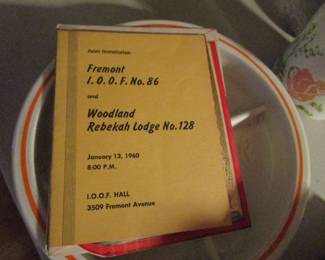 Joint Installation
Fremont
I. O. O. F. No. 86
and
Woodland
Rebekah Lodge No. 128
January 13, 1960
8:00 P.M.
I.O.O.F. HALL
3509 Fremont Avenue